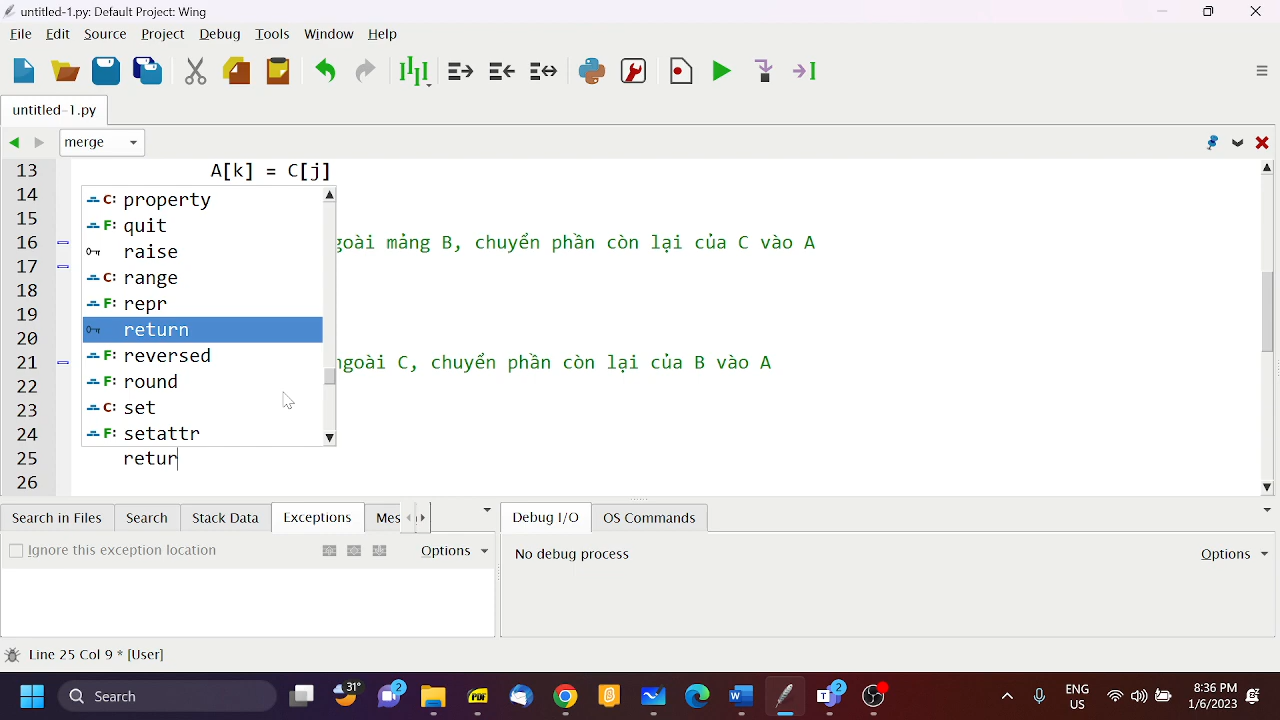 untitled-1.py: Default Project: Wing
File Edit Source Project Debug Tools Window Help
untitled-1.py
merge
13 A[k] = C[j]
14
15
16 goài mảng B, chuyển phần còn lại của C vào A
17
18
19
20
21 ngoài C, chuyển phần còn lại của B vào A
22
23
24
25 retur
26
C: property
F: quit
raise
C: range
F: repr
return
F: reversed
F: round
C: set
F: setattr
Search in Files Search Stack Data Exceptions Mes
Ignore this exception location Options
Debug I/O OS Commands
No debug process Options
Line 25 Col 9 * [User]
Search 31° 2 PDF 2 ENG US 8:36 PM 1/6/2023